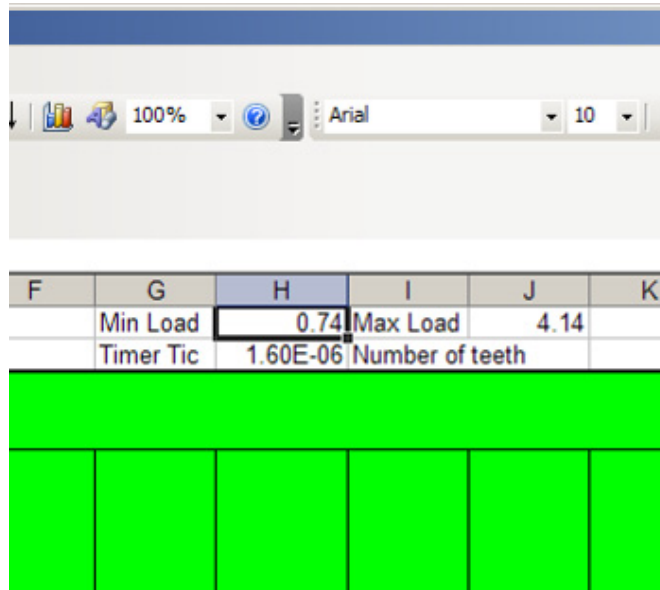 100% Arial 10
F G H I J K
Min Load 0.74 Max Load 4.14
Timer Tic 1.60E-06 Number of teeth